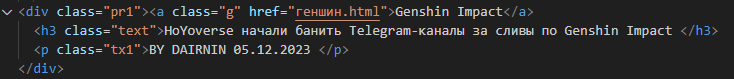 <div class="pr1"><a class="g" href="геншин.html">Genshin Impact</a>
<h3 class="text">HoYoverse начали банить Telegram-каналы за сливы по Genshin Impact </h3>
<p class="tx1">BY DAIRNIN 05.12.2023 </p>
</div>